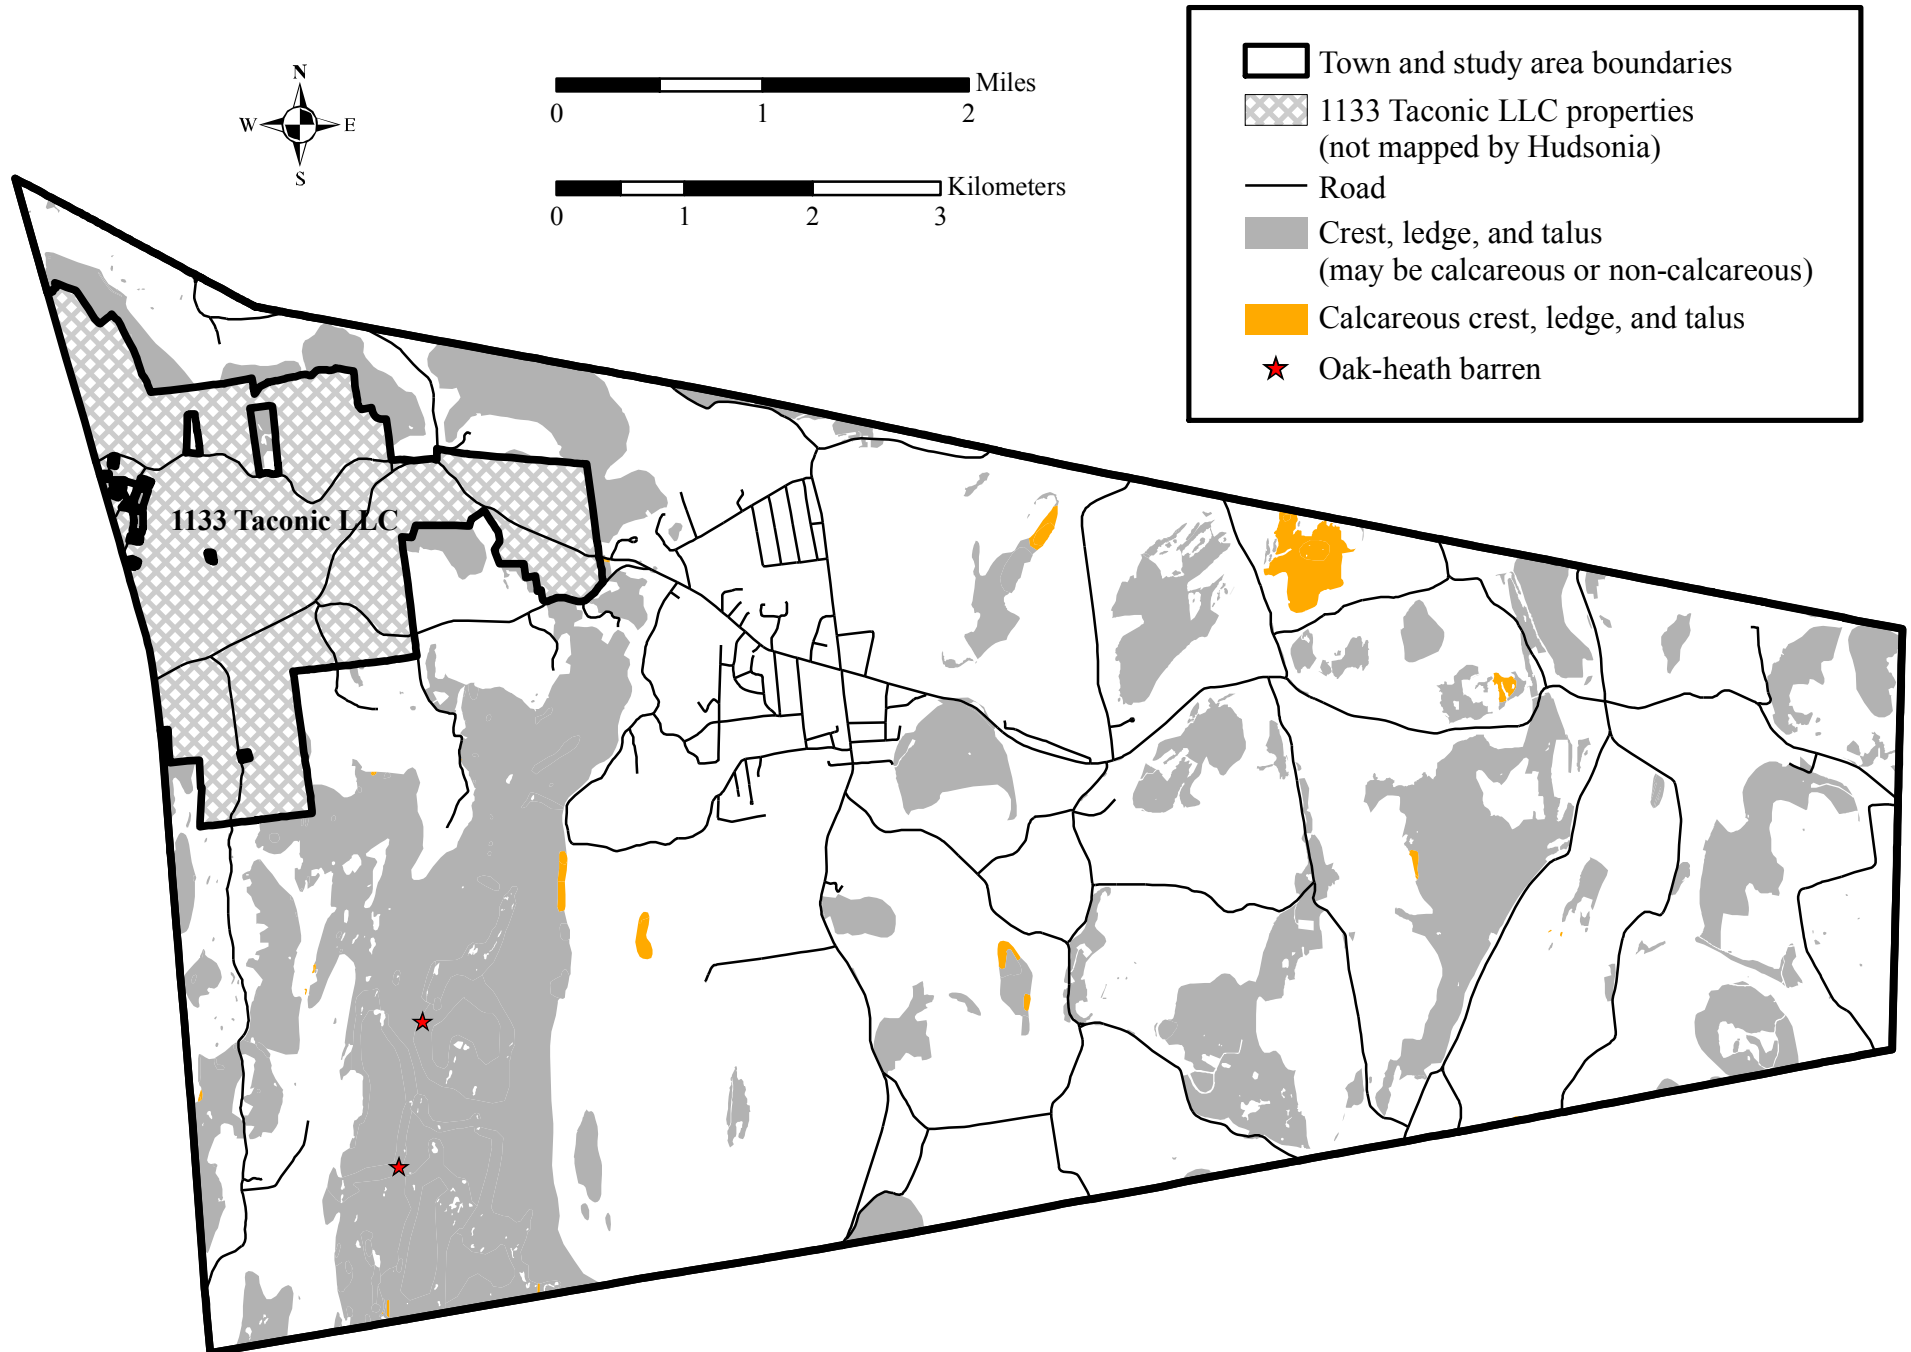 N
W E
S
Miles
0 1 2
Kilometers
0 1 2 3
Town and study area boundaries
1133 Taconic LLC properties
(not mapped by Hudsonia)
Road
Crest, ledge, and talus
(may be calcareous or non-calcareous)
Calcareous crest, ledge, and talus
Oak-heath barren
1133 Taconic LLC